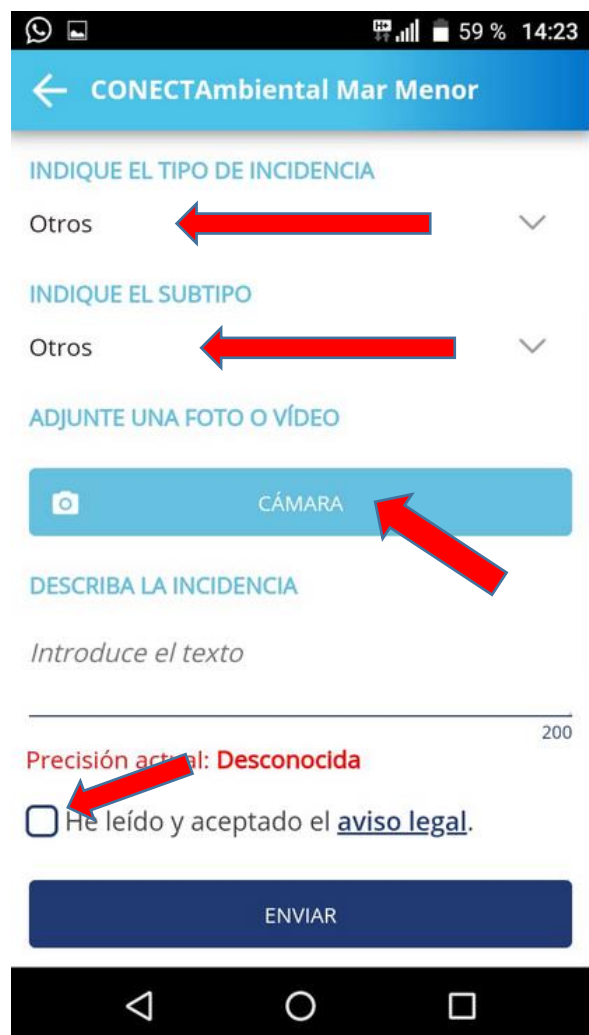 H+ 59 % 14:23
CONECTAmbiental Mar Menor
INDIQUE EL TIPO DE INCIDENCIA
Otros
INDIQUE EL SUBTIPO
Otros
ADJUNTE UNA FOTO O VÍDEO
CÁMARA
DESCRIBA LA INCIDENCIA
Introduce el texto
200
Precisión actual: Desconocida
He leído y aceptado el aviso legal.
ENVIAR